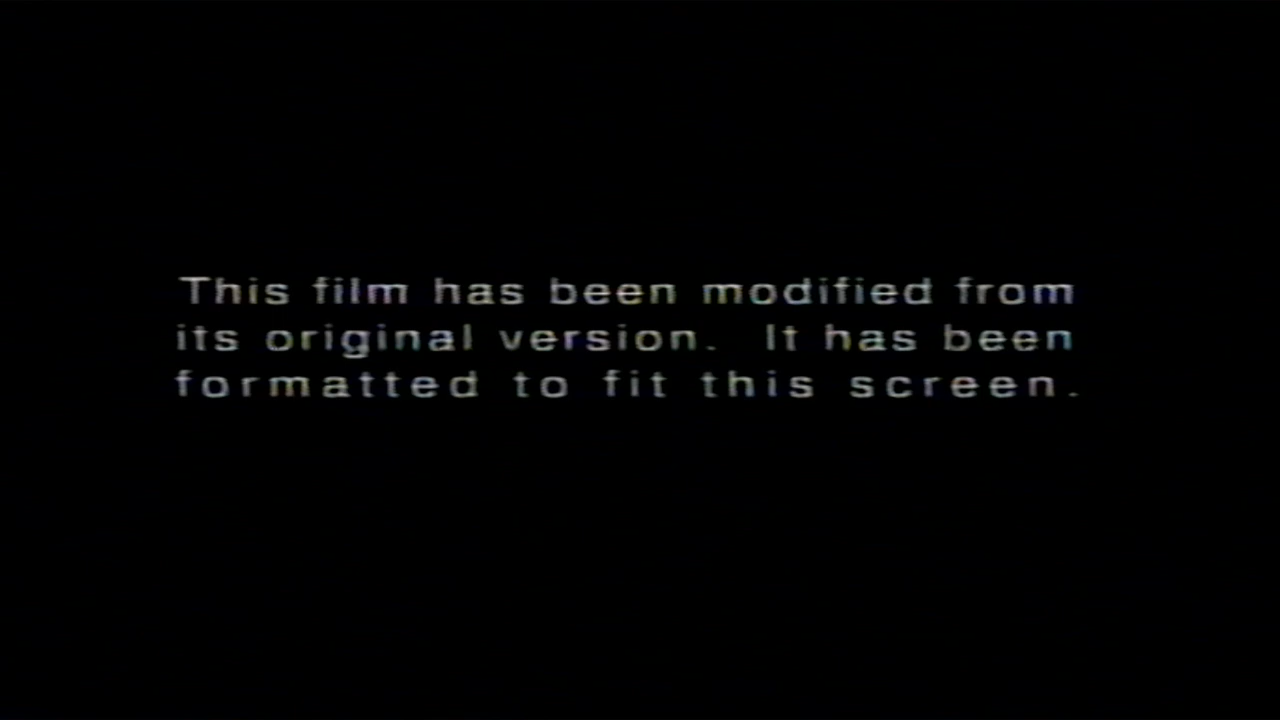 This film has been modified from
its original version.  It has been
formatted to fit this screen.